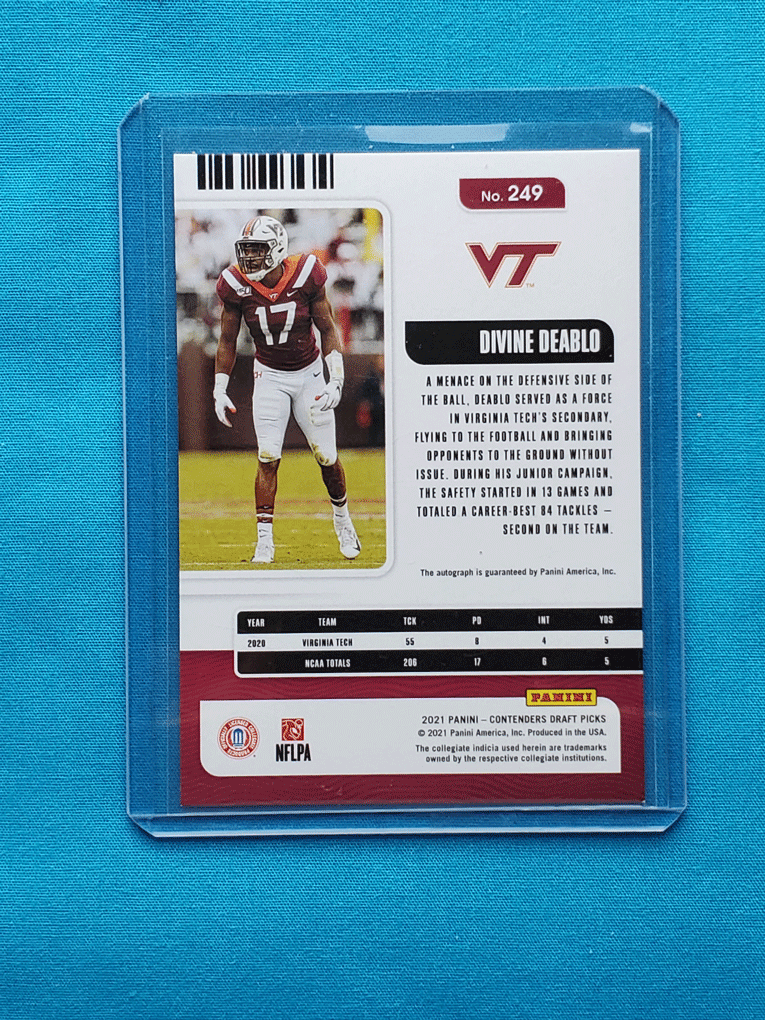 No. 249
VT
TM
17
150
DIVINE DEABLO
A MENACE ON THE DEFENSIVE SIDE OF
THE BALL, DEABLO SERVED AS A FORCE
IN VIRGINIA TECH'S SECONDARY,
FLYING TO THE FOOTBALL AND BRINGING
OPPONENTS TO THE GROUND WITHOUT
ISSUE. DURING HIS JUNIOR CAMPAIGN,
THE SAFETY STARTED IN 13 GAMES AND
TOTALED A CAREER-BEST 84 TACKLES –
SECOND ON THE TEAM.
The autograph is guaranteed by Panini America, Inc.
YEAR TEAM TCK PD INT YDS
2020 VIRGINIA TECH 55 8 4 5
NCAA TOTALS 206 17 6 5
PANINI
2021 PANINI – CONTENDERS DRAFT PICKS
© 2021 Panini America, Inc. Produced in the USA.
The collegiate indicia used herein are trademarks
owned by the respective collegiate institutions.
NFLPA